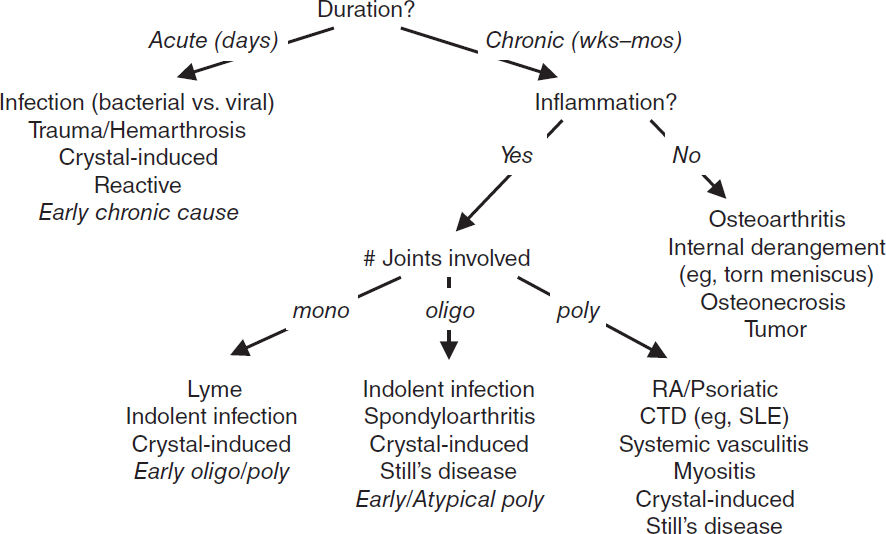 Duration?
Acute (days)
Chronic (wks–mos)
Infection (bacterial vs. viral)
Trauma/Hemarthrosis
Crystal-induced
Reactive
Early chronic cause
Inflammation?
Yes
No
Osteoarthritis
Internal derangement
(eg, torn meniscus)
Osteonecrosis
Tumor
# Joints involved
mono
oligo
poly
Lyme
Indolent infection
Crystal-induced
Early oligo/poly
Indolent infection
Spondyloarthritis
Crystal-induced
Still’s disease
Early/Atypical poly
RA/Psoriatic
CTD (eg, SLE)
Systemic vasculitis
Myositis
Crystal-induced
Still’s disease